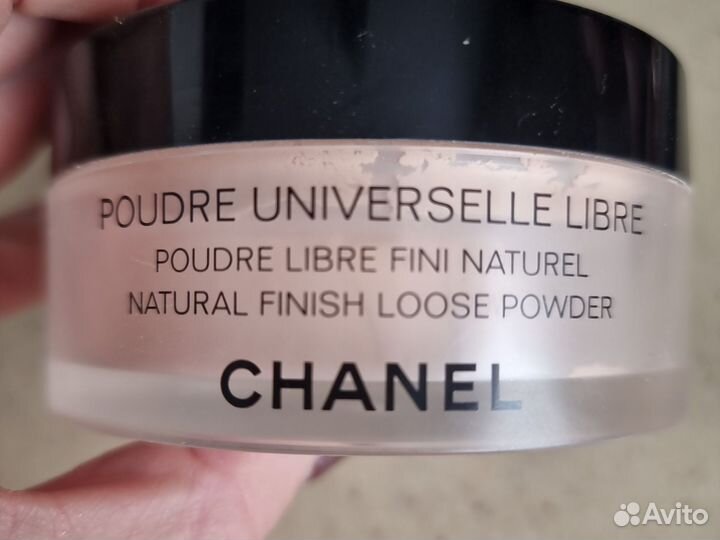 POUDRE UNIVERSELLE LIBRE
POUDRE LIBRE FINI NATUREL
NATURAL FINISH LOOSE POWDER
CHANEL
Avito